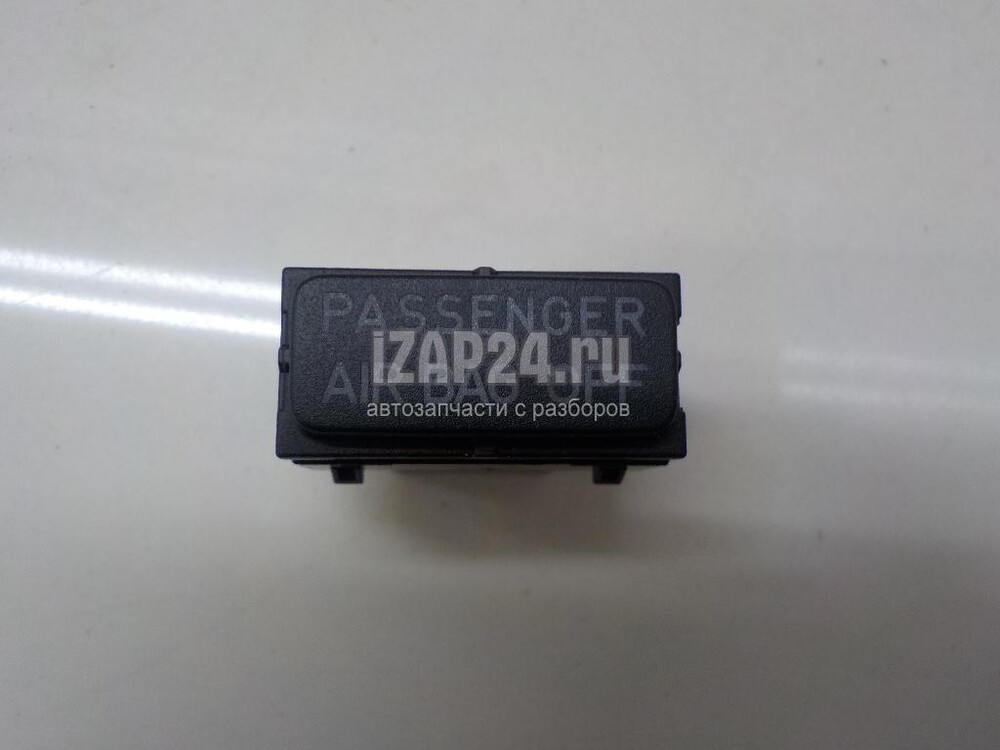 PASSENGER
iZAP24.ru
AIR BAG OFF
автозапчасти с разборов